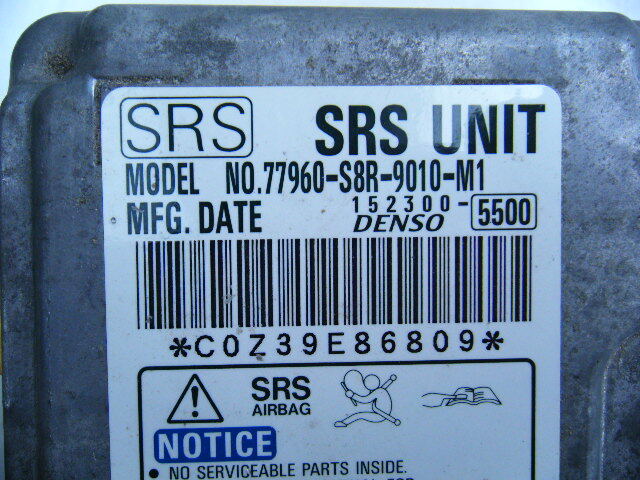 SRS SRS UNIT
MODEL NO.77960-S8R-9010-M1
152300-5500
MFG. DATE DENSO
*C0Z39E86809*
SRS
AIRBAG
NOTICE
• NO SERVICEABLE PARTS INSIDE.